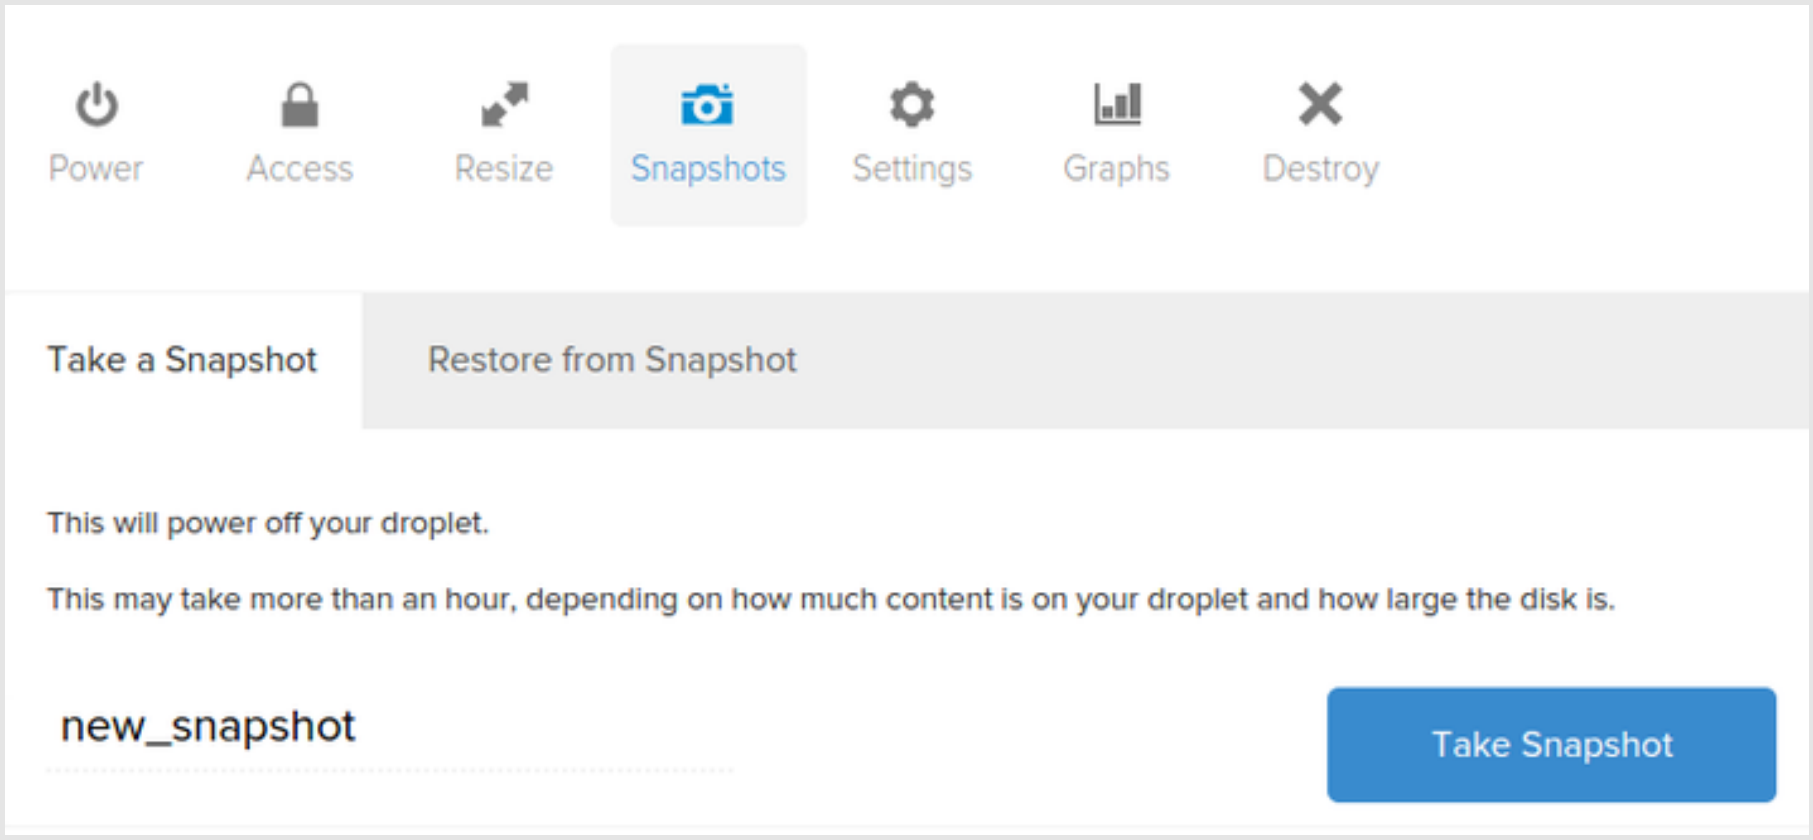 Power Access Resize Snapshots Settings Graphs Destroy
Take a Snapshot Restore from Snapshot
This will power off your droplet.
This may take more than an hour, depending on how much content is on your droplet and how large the disk is.
new_snapshot Take Snapshot